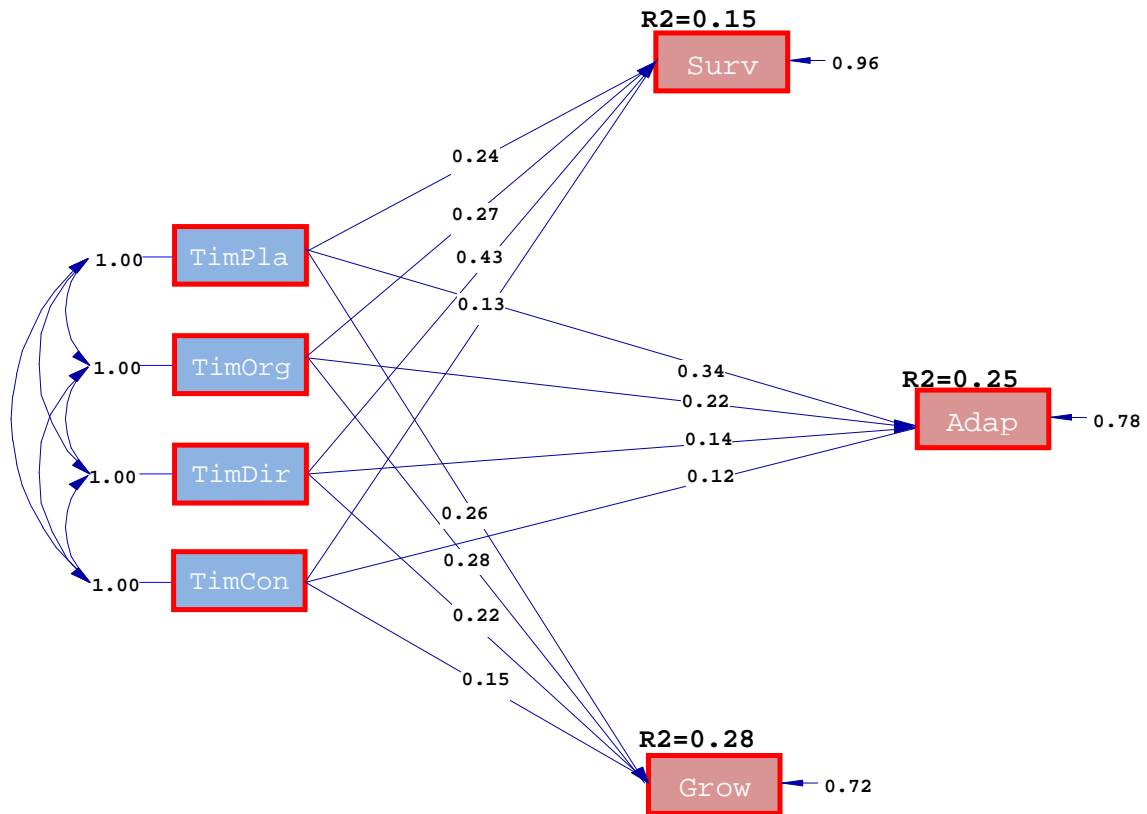 R2=0.15
Surv
0.96
0.24
0.27
TimPla
1.00
0.43
0.13
TimOrg
1.00
0.34
R2=0.25
0.22
Adap
0.78
0.14
TimDir
1.00
0.12
0.26
0.28
TimCon
1.00
0.22
0.15
R2=0.28
Grow
0.72